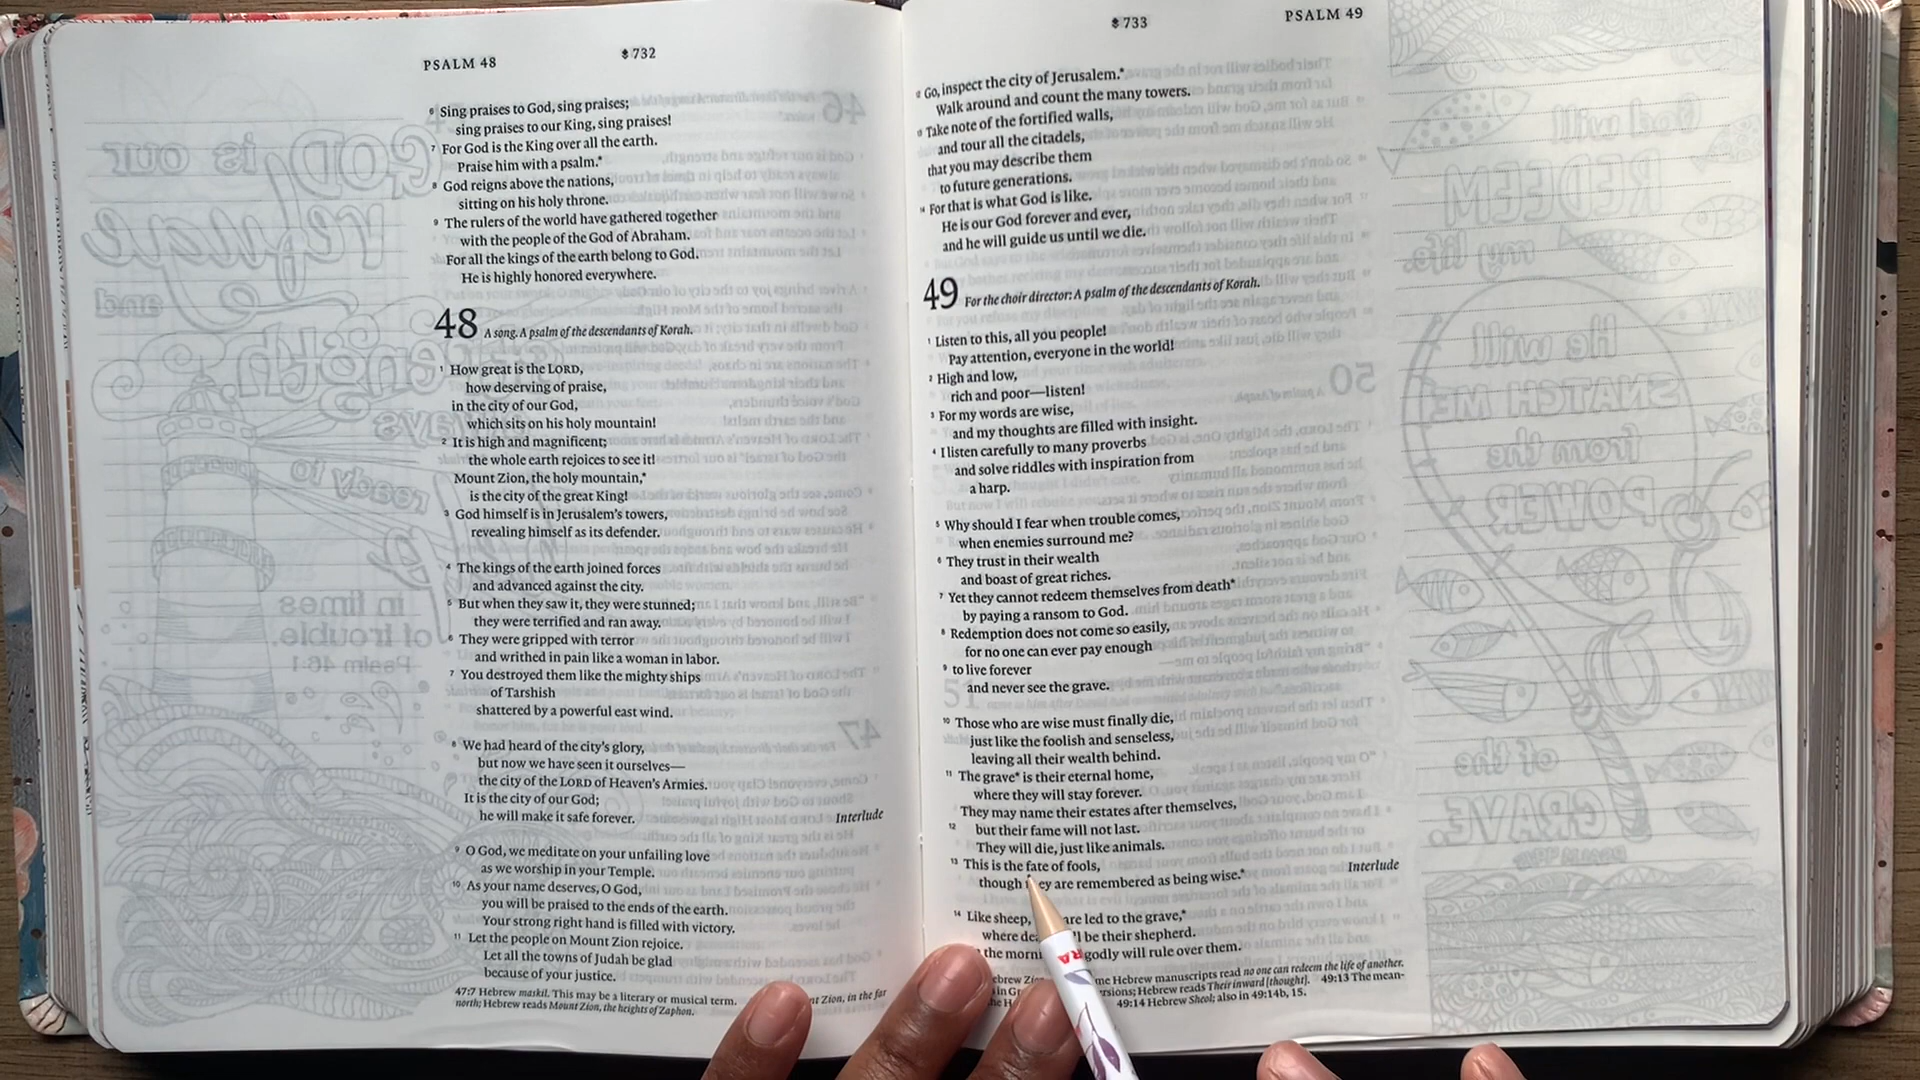 PSALM 48
732
6 Sing praises to God, sing praises;
sing praises to our King, sing praises!
7 For God is the King over all the earth.
Praise him with a psalm.*
8 God reigns above the nations,
sitting on his holy throne.
9 The rulers of the world have gathered together
with the people of the God of Abraham.
For all the kings of the earth belong to God.
He is highly honored everywhere.
48 A song. A psalm of the descendants of Korah.
1 How great is the LORD,
how deserving of praise,
in the city of our God,
which sits on his holy mountain!
2 It is high and magnificent;
the whole earth rejoices to see it!
Mount Zion, the holy mountain,*
is the city of the great King!
3 God himself is in Jerusalem's towers,
revealing himself as its defender.
4 The kings of the earth joined forces
and advanced against the city.
5 But when they saw it, they were stunned;
they were terrified and ran away.
6 They were gripped with terror
and writhed in pain like a woman in labor.
7 You destroyed them like the mighty ships
of Tarshish
shattered by a powerful east wind.
8 We had heard of the city's glory,
but now we have seen it ourselves—
the city of the LORD of Heaven's Armies.
It is the city of our God;
he will make it safe forever. Interlude
9 O God, we meditate on your unfailing love
as we worship in your Temple.
10 As your name deserves, O God,
you will be praised to the ends of the earth.
Your strong right hand is filled with victory.
11 Let the people on Mount Zion rejoice.
Let all the towns of Judah be glad
because of your justice.
47:7 Hebrew maskil. This may be a literary or musical term. Zion, in the far
north; Hebrew reads Mount Zion, the heights of Zaphon.
733
PSALM 49
12 Go, inspect the city of Jerusalem.*
Walk around and count the many towers.
13 Take note of the fortified walls,
and tour all the citadels,
that you may describe them
to future generations.
14 For that is what God is like.
He is our God forever and ever,
and he will guide us until we die.
49 For the choir director: A psalm of the descendants of Korah.
1 Listen to this, all you people!
Pay attention, everyone in the world!
2 High and low,
rich and poor—listen!
3 For my words are wise,
and my thoughts are filled with insight.
4 I listen carefully to many proverbs
and solve riddles with inspiration from
a harp.
5 Why should I fear when trouble comes,
when enemies surround me?
6 They trust in their wealth
and boast of great riches.
7 Yet they cannot redeem themselves from death*
by paying a ransom to God.
8 Redemption does not come so easily,
for no one can ever pay enough
9 to live forever
and never see the grave.
10 Those who are wise must finally die,
just like the foolish and senseless,
leaving all their wealth behind.
11 The grave* is their eternal home,
where they will stay forever.
They may name their estates after themselves,
12 but their fame will not last.
They will die, just like animals.
13 This is the fate of fools,
though they are remembered as being wise.* Interlude
14 Like sheep, are led to the grave,*
where be their shepherd.
the godly will rule over them.
Hebrew manuscripts read no one can redeem the life of another.
Hebrew reads Their inward [thought]. 49:13 The mean-
49:14 Hebrew Sheol; also in 49:14b, 15.